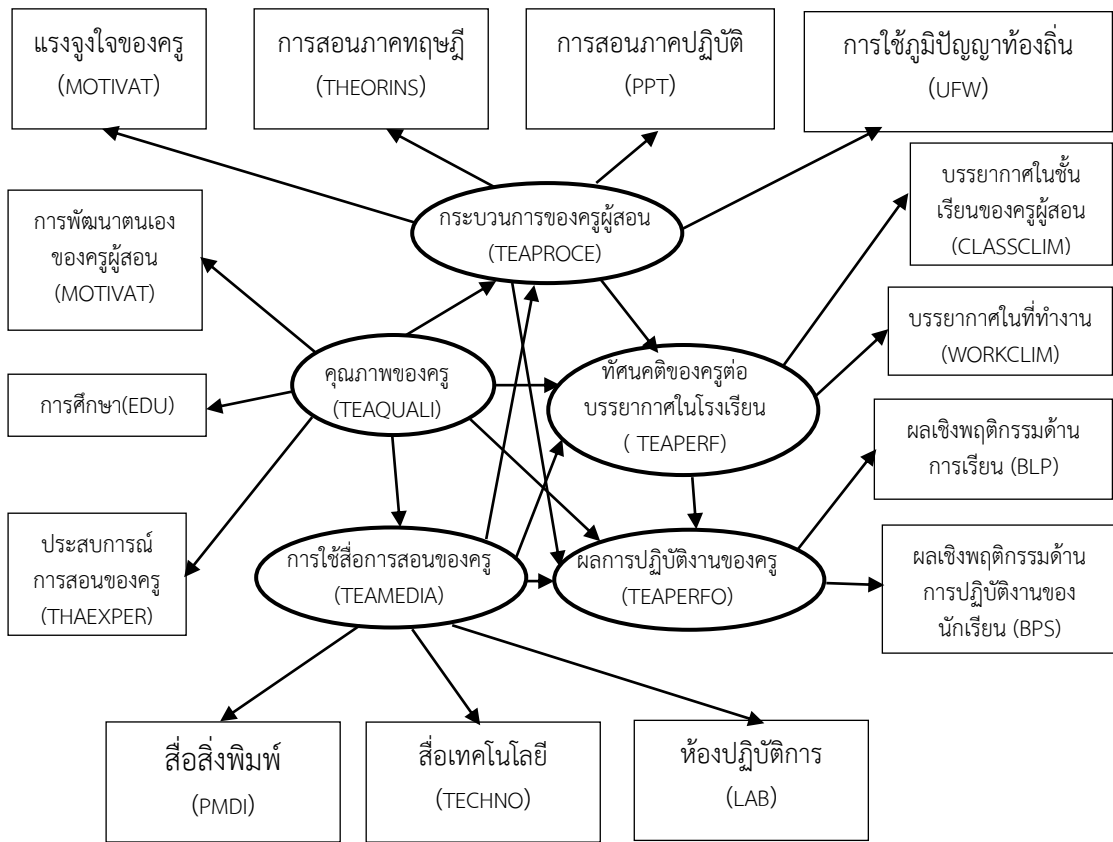 แรงจูงใจของครู
(MOTIVAT)
การสอนภาคทฤษฎี
(THEORINS)
การสอนภาคปฏิบัติ
(PPT)
การใช้ภูมิปัญญาท้องถิ่น
(UFW)
บรรยากาศในชั้น
เรียนของครูผู้สอน
(CLASSCLIM)
กระบวนการของครูผู้สอน
(TEAPROCE)
การพัฒนาตนเอง
ของครูผู้สอน
(MOTIVAT)
บรรยากาศในที่ทำงาน
(WORKCLIM)
คุณภาพของครู
(TEAQUALI)
ทัศนคติของครูต่อ
บรรยากาศในโรงเรียน
( TEAPERF)
การศึกษา(EDU)
ผลเชิงพฤติกรรมด้าน
การเรียน (BLP)
ประสบการณ์
การสอนของครู
(THAEXPER)
การใช้สื่อการสอนของครู
(TEAMEDIA)
ผลการปฏิบัติงานของครู
(TEAPERFO)
ผลเชิงพฤติกรรมด้าน
การปฏิบัติงานของ
นักเรียน (BPS)
สื่อสิ่งพิมพ์
(PMDI)
สื่อเทคโนโลยี
(TECHNO)
ห้องปฏิบัติการ
(LAB)